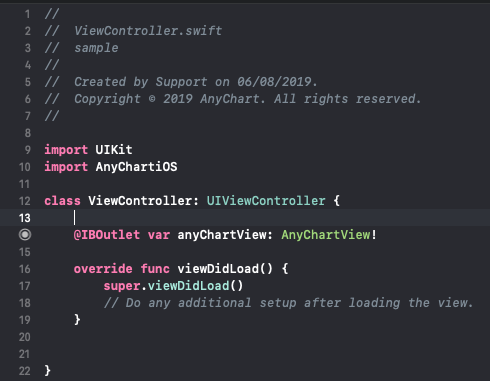 1 //
2 //  ViewController.swift
3 //  sample
4 //
5 //  Created by Support on 06/08/2019.
6 //  Copyright © 2019 AnyChart. All rights reserved.
7 //
8
9 import UIKit
10 import AnyChartiOS
11
12 class ViewController: UIViewController {
13
@IBOutlet var anyChartView: AnyChartView!
15
16     override func viewDidLoad() {
17         super.viewDidLoad()
18         // Do any additional setup after loading the view.
19     }
20
21
22 }